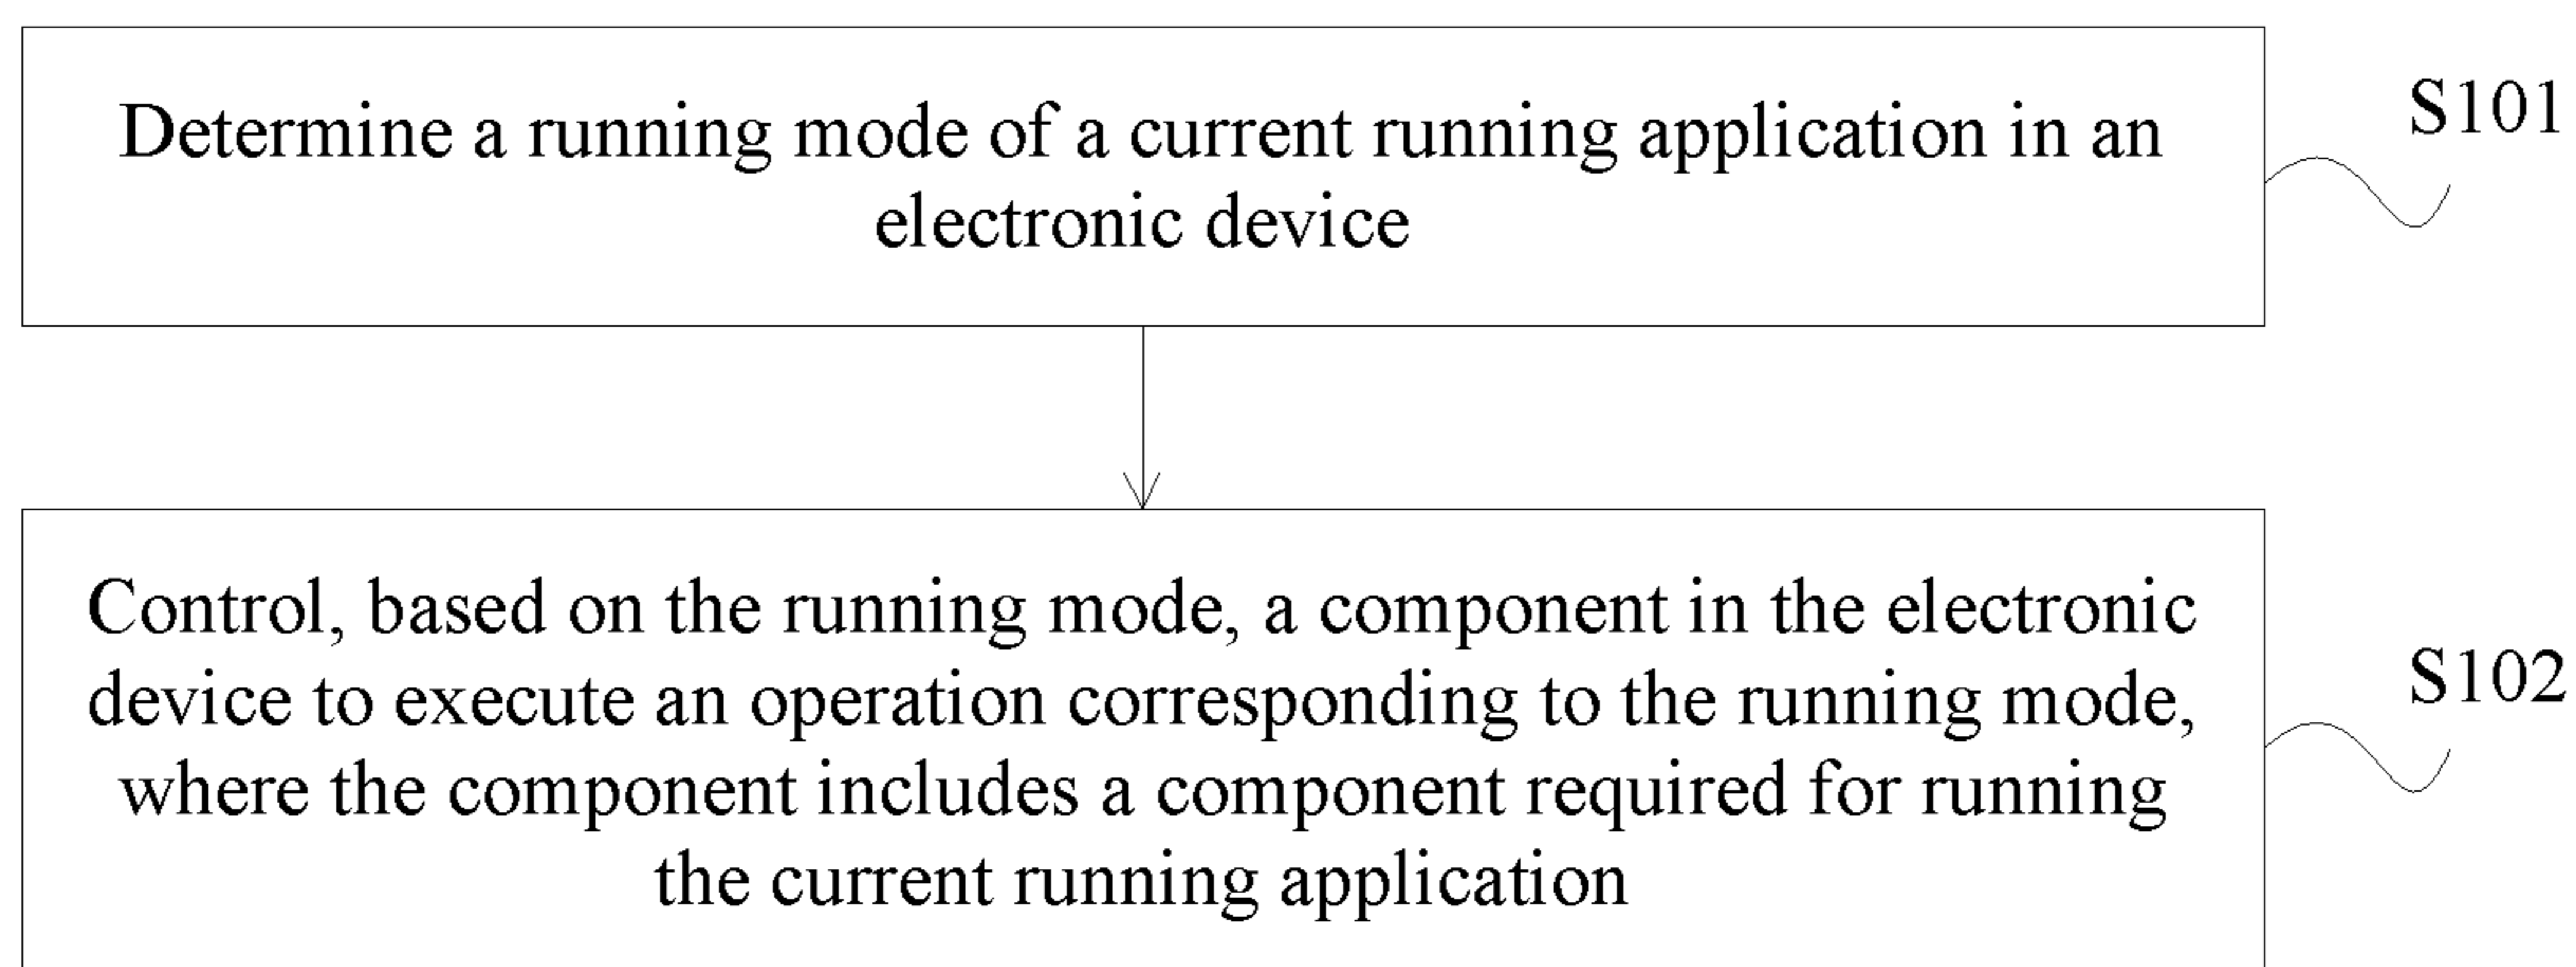 Determine a running mode of a current running application in an
electronic device
S101
Control, based on the running mode, a component in the electronic
device to execute an operation corresponding to the running mode,
where the component includes a component required for running
the current running application
S102